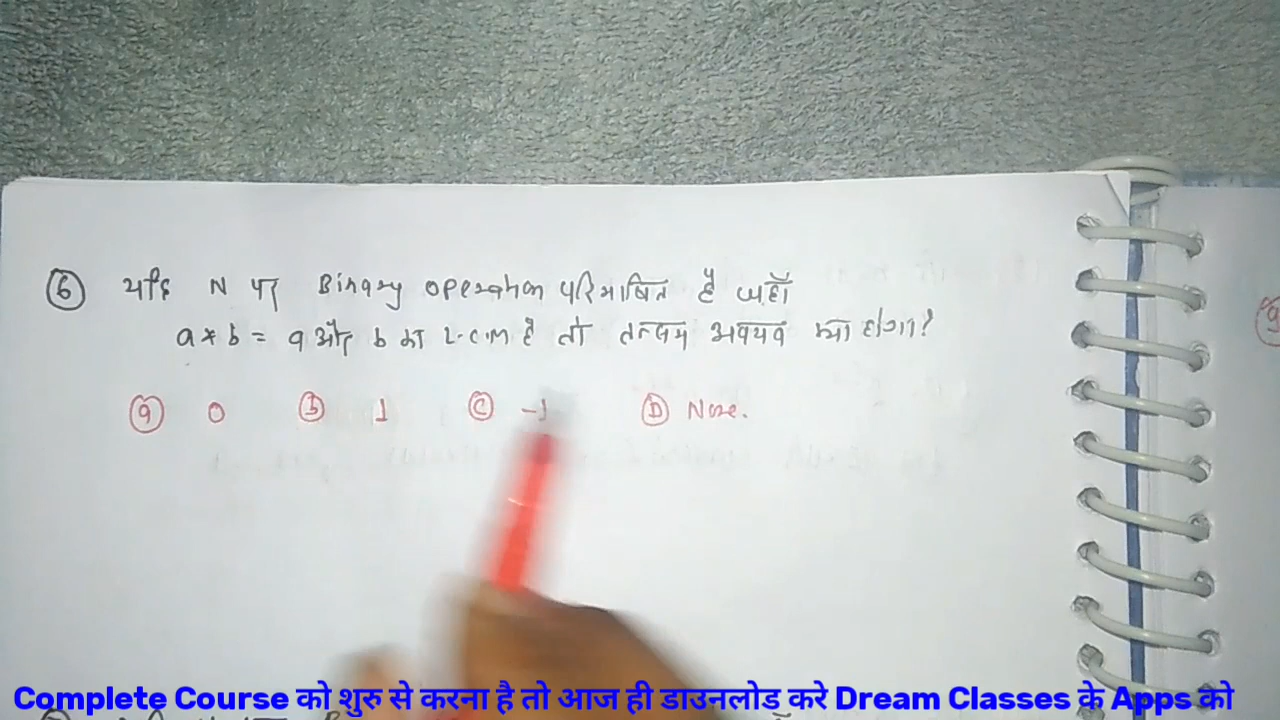 ⑥ यदि N पर Binary operation परिभाषित है जहाँ
a * b = a और b का L.C.M है तो तत्समक अवयव क्या होगा?
ⓐ 0 ⓑ 1 ⓒ -1 Ⓓ None.
Complete Course को शुरु से करना है तो आज ही डाउनलोड करे Dream Classes के Apps को